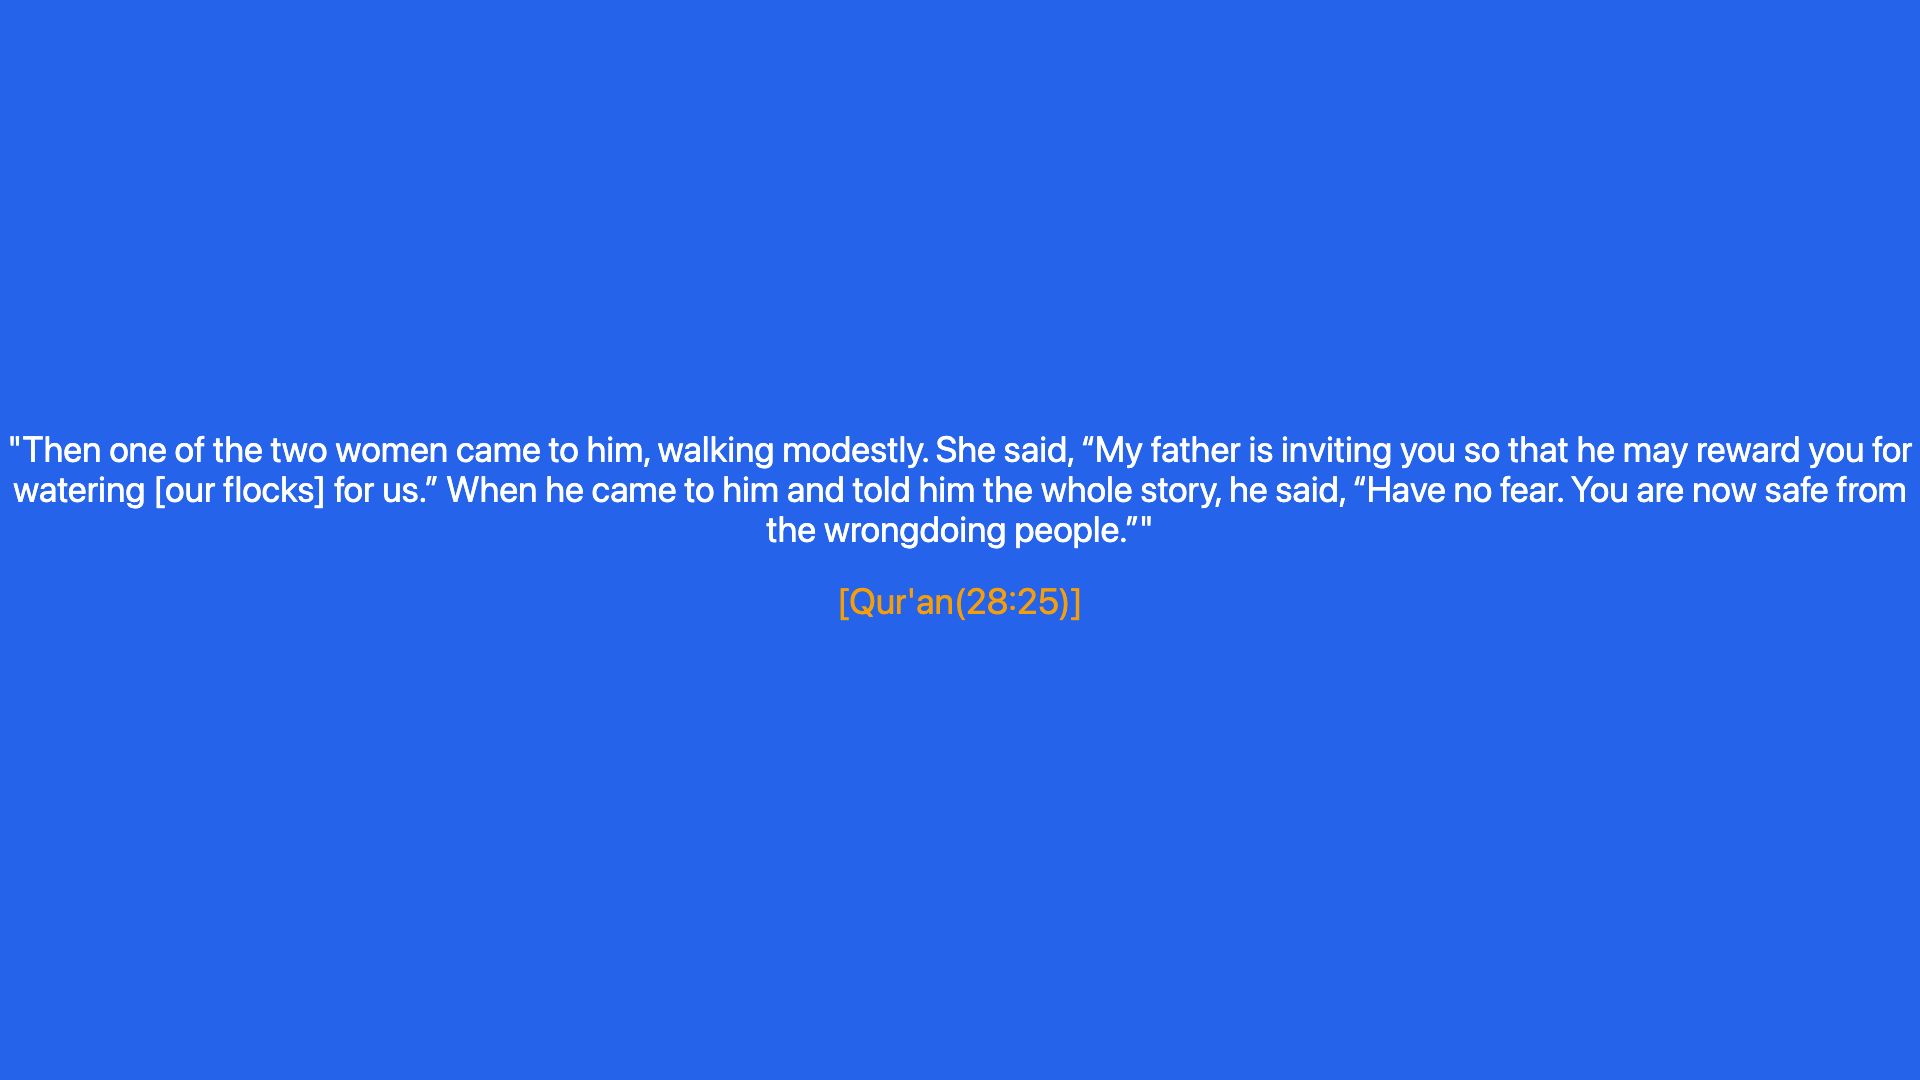 "Then one of the two women came to him, walking modestly. She said, “My father is inviting you so that he may reward you for
watering [our flocks] for us.” When he came to him and told him the whole story, he said, “Have no fear. You are now safe from
the wrongdoing people.”"
[Qur'an(28:25)]